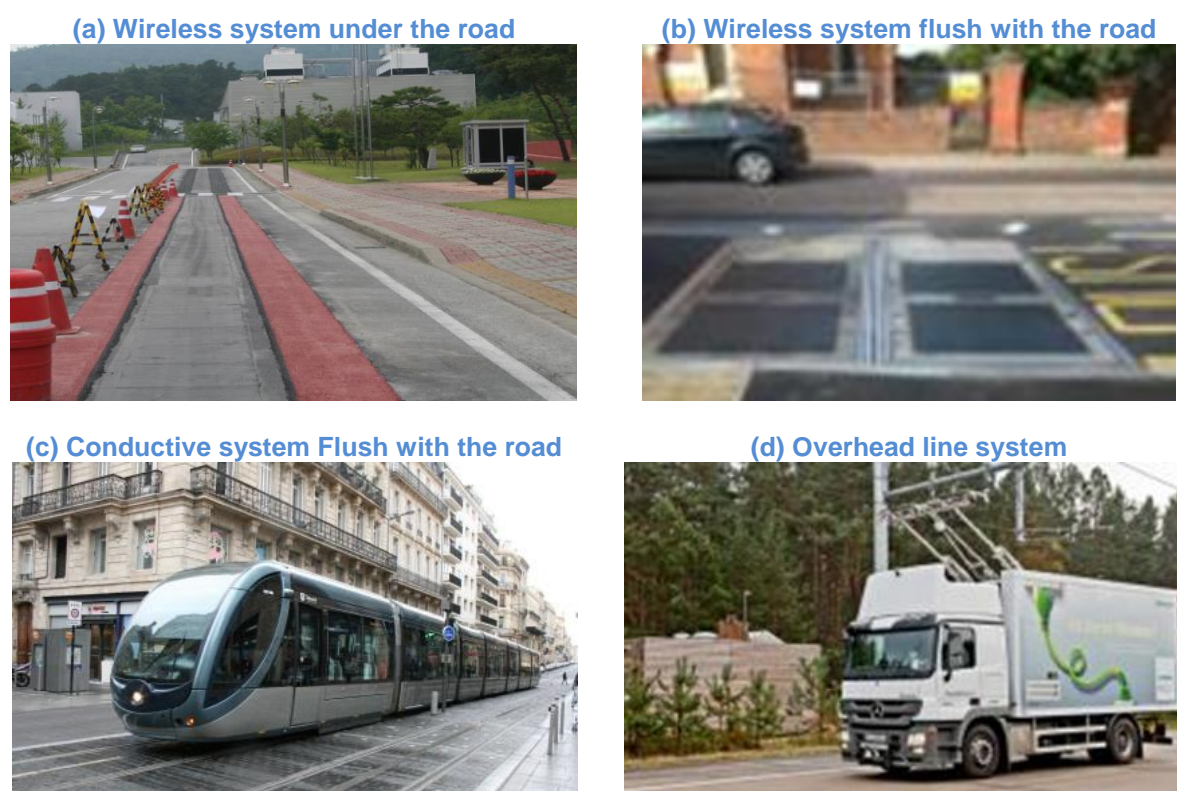 (a) Wireless system under the road
(b) Wireless system flush with the road
(c) Conductive system Flush with the road
(d) Overhead line system